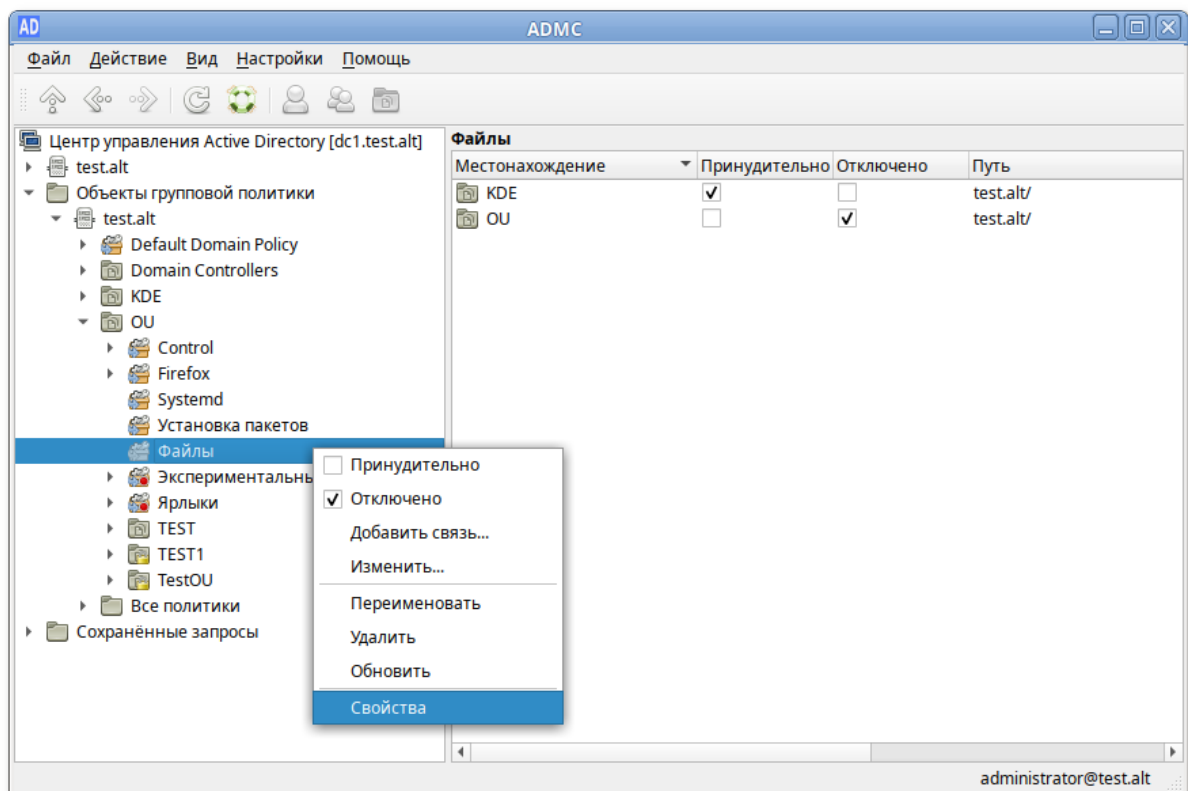 AD ADMC
Файл Действие Вид Настройки Помощь
Центр управления Active Directory [dc1.test.alt]
test.alt
Объекты групповой политики
test.alt
Default Domain Policy
Domain Controllers
KDE
OU
Control
Firefox
Systemd
Установка пакетов
Файлы
Экспериментальны
Ярлыки
TEST
TEST1
TestOU
Все политики
Сохранённые запросы
Файлы
Местонахождение Принудительно Отключено Путь
KDE test.alt/
OU test.alt/
Принудительно
Отключено
Добавить связь...
Изменить...
Переименовать
Удалить
Обновить
Свойства
administrator@test.alt